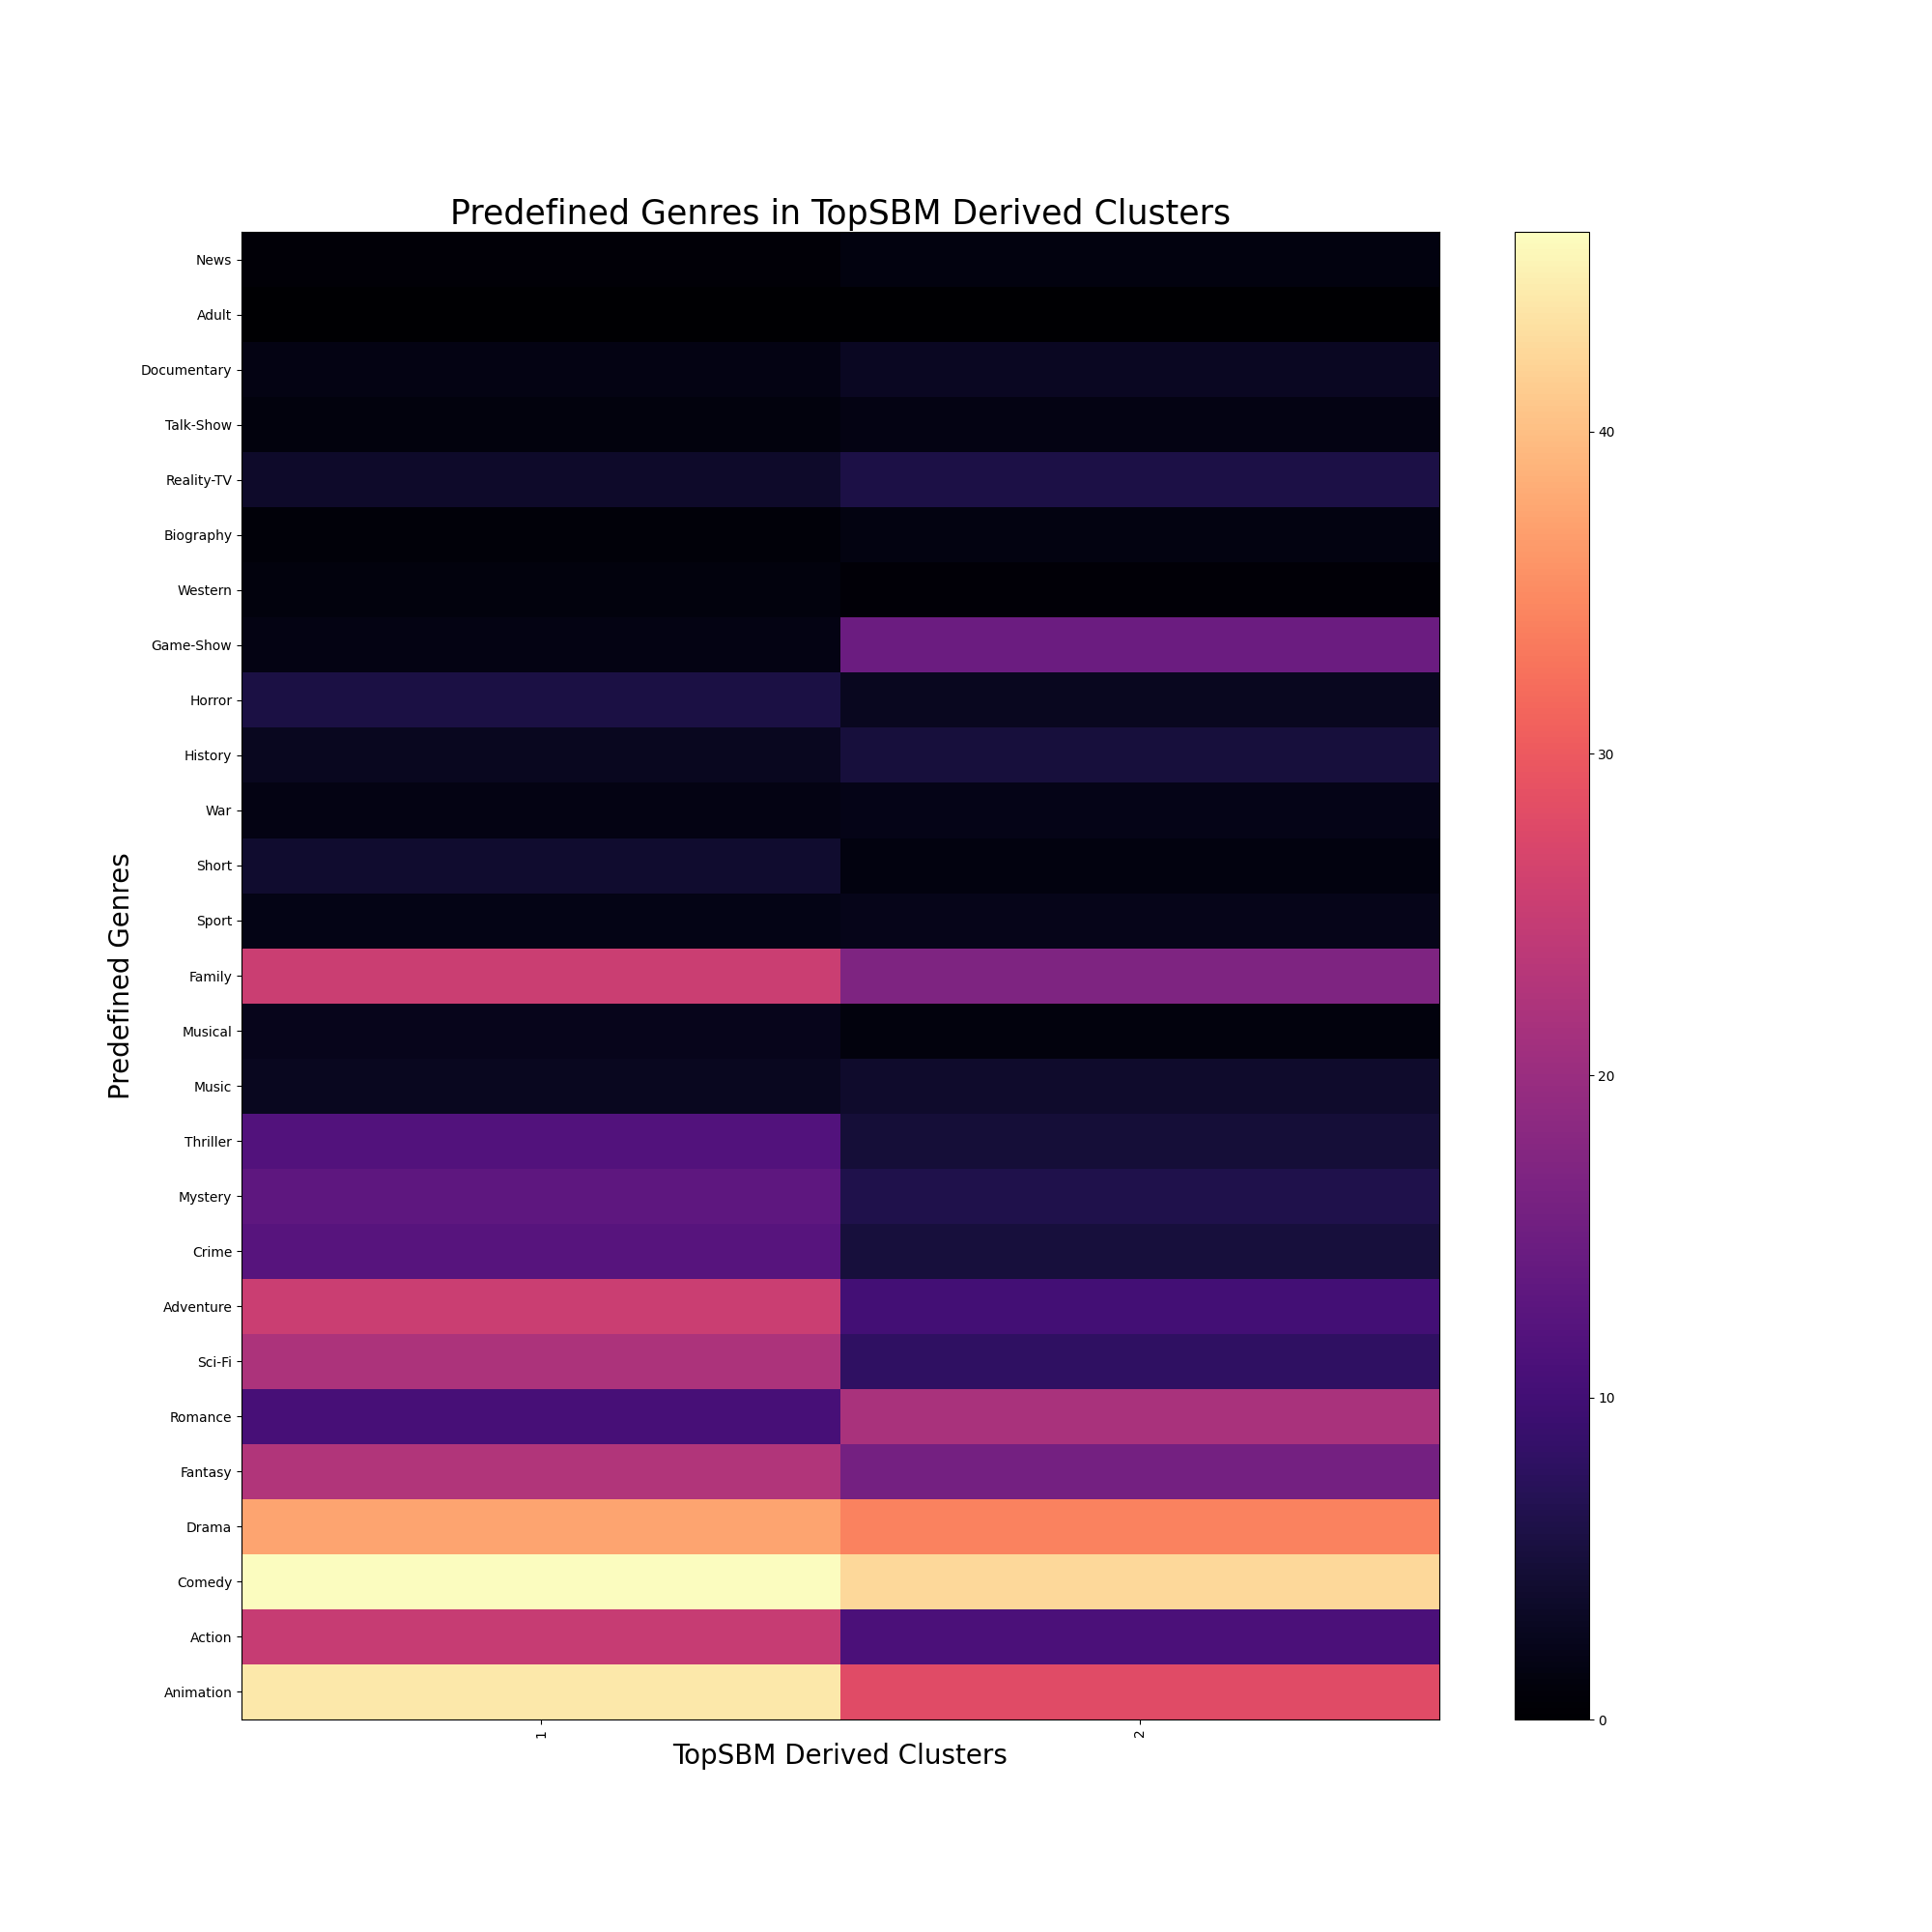 Predefined Genres in TopSBM Derived Clusters
Predefined Genres
News
Adult
Documentary
Talk-Show
Reality-TV
Biography
Western
Game-Show
Horror
History
War
Short
Sport
Family
Musical
Music
Thriller
Mystery
Crime
Adventure
Sci-Fi
Romance
Fantasy
Drama
Comedy
Action
Animation
1
2
TopSBM Derived Clusters
40
30
20
10
0